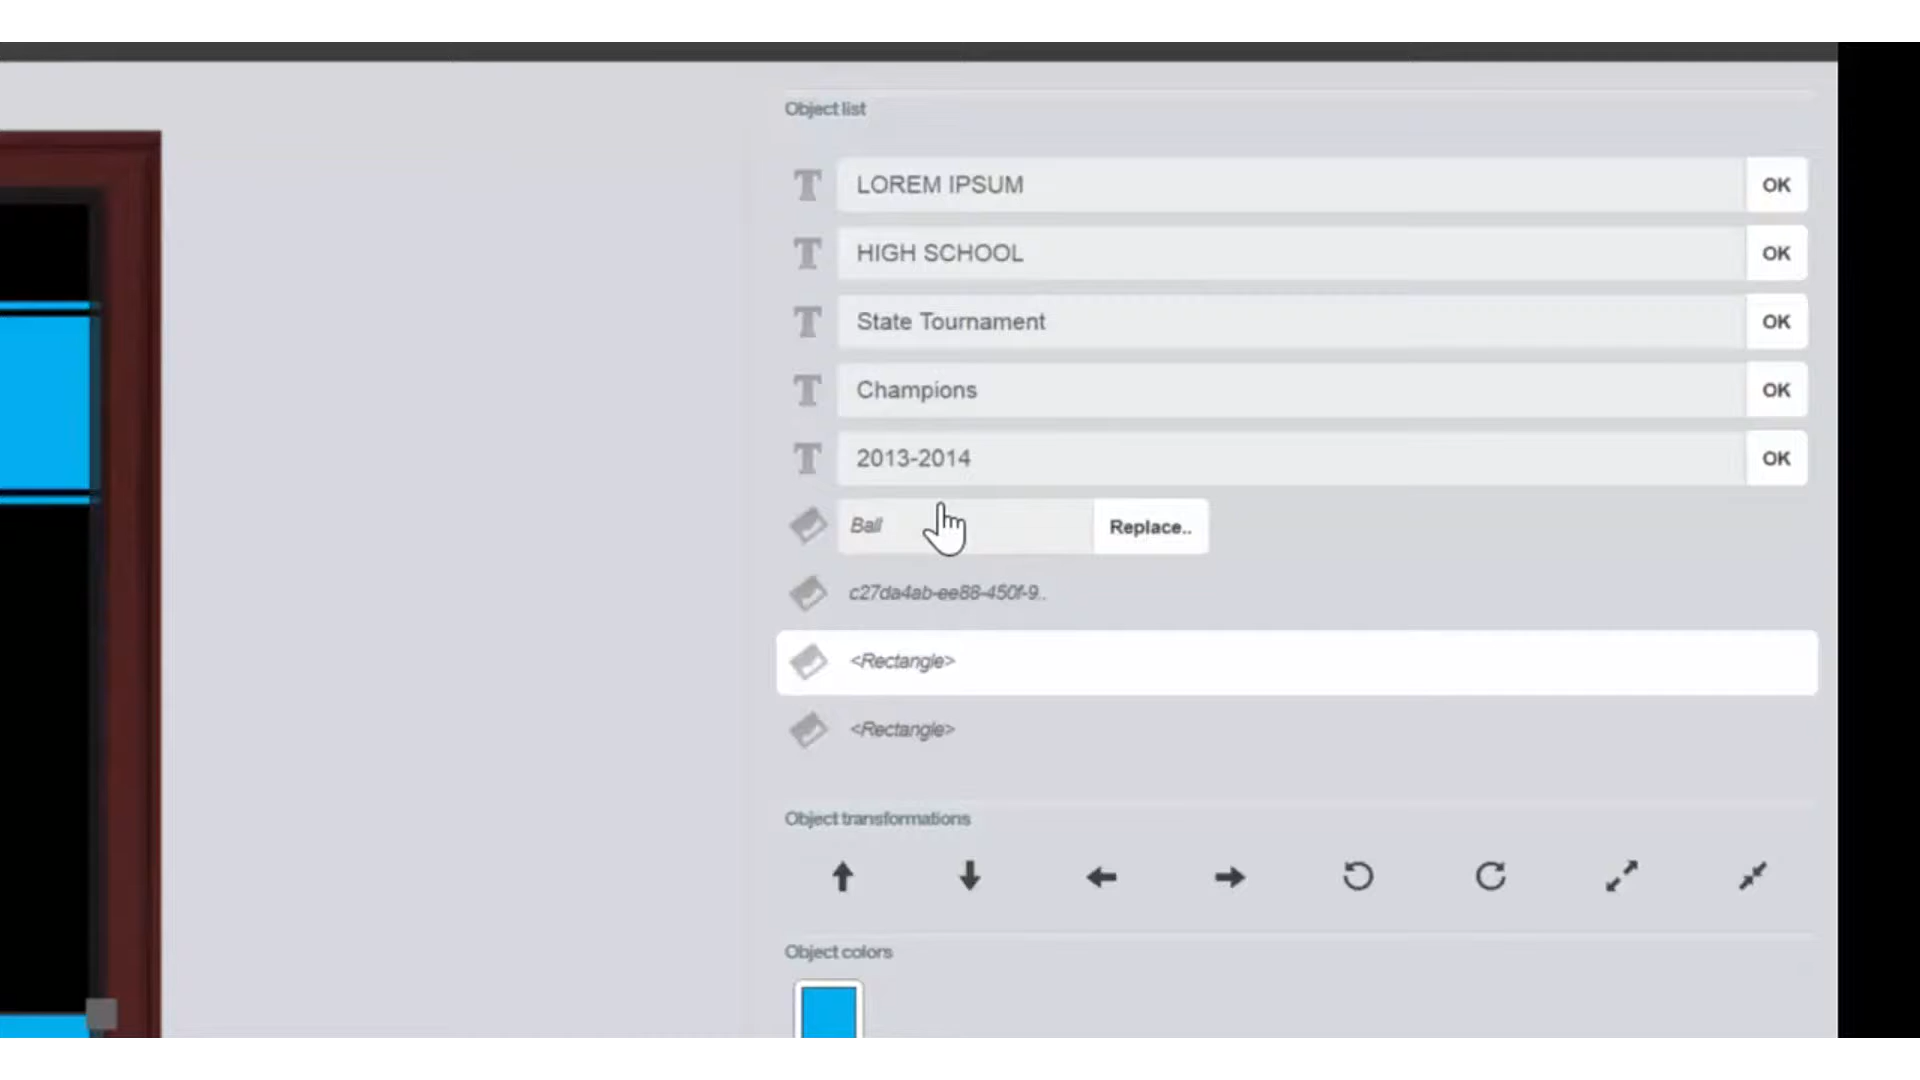 Object list
T LOREM IPSUM OK
T HIGH SCHOOL OK
T State Tournament OK
T Champions OK
T 2013-2014 OK
Ball Replace..
c27da4ab-ee88-450f-9..
<Rectangle>
<Rectangle>
Object transformations
Object colors